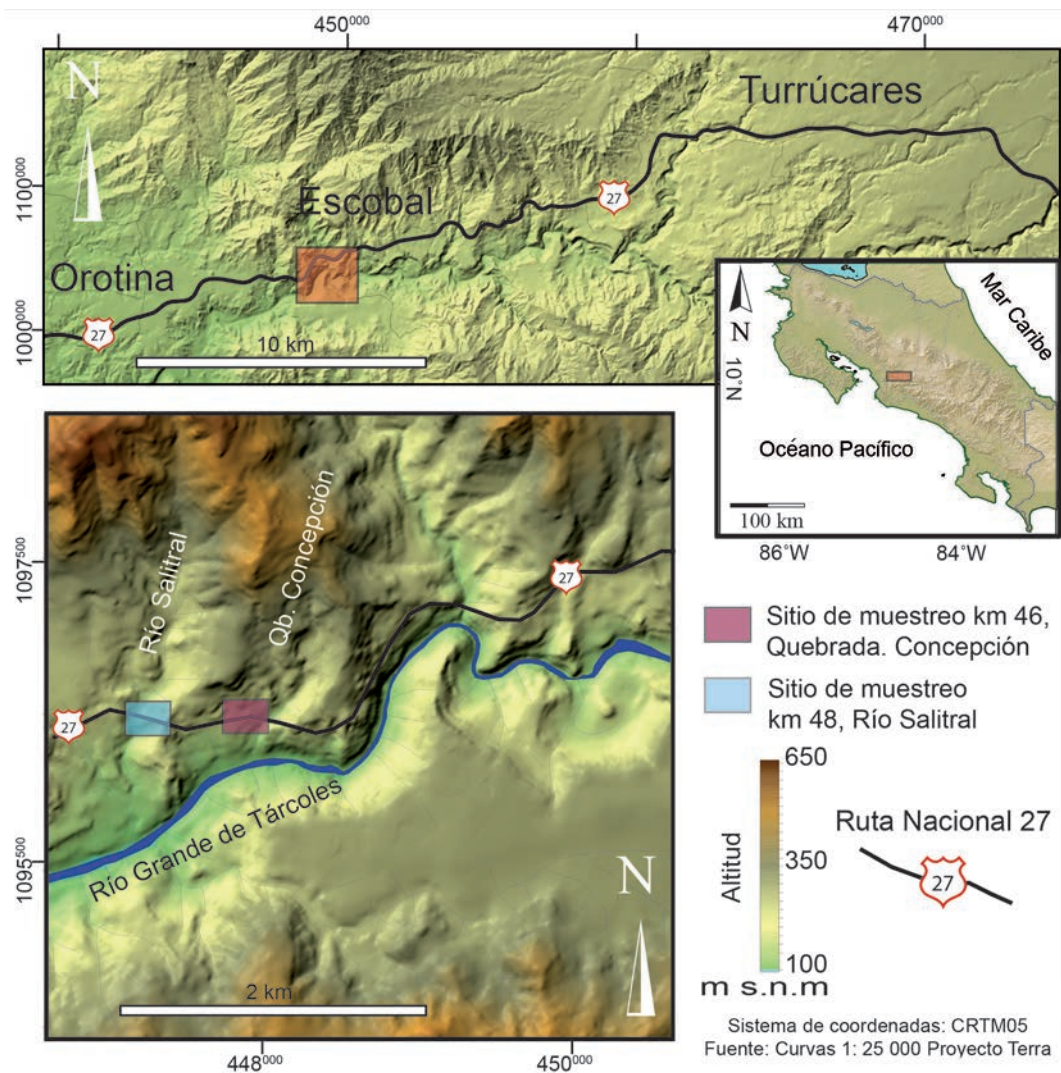 450000
470000
N
Turrúcares
1100000
27
Escobal
Orotina
27
1000000
10 km
N
10°N
Mar Caribe
Océano Pacífico
100 km
86°W
84°W
1097500
Río Salitral
Qb. Concepción
27
27
Río Grande de Tárcoles
1095500
N
2 km
448000
450000
Sitio de muestreo km 46,
Quebrada. Concepción
Sitio de muestreo
km 48, Río Salitral
650
350
100
Altitud
m s.n.m
Ruta Nacional 27
27
Sistema de coordenadas: CRTM05
Fuente: Curvas 1: 25 000 Proyecto Terra